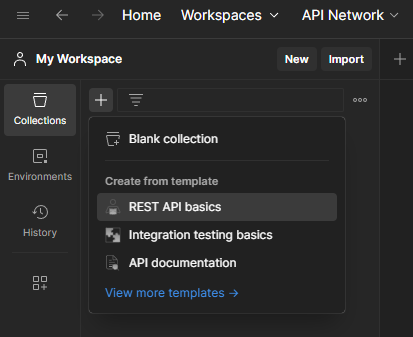 Home Workspaces API Network
My Workspace New Import
Collections
Blank collection
Environments
Create from template
REST API basics
History
Integration testing basics
API documentation
View more templates →